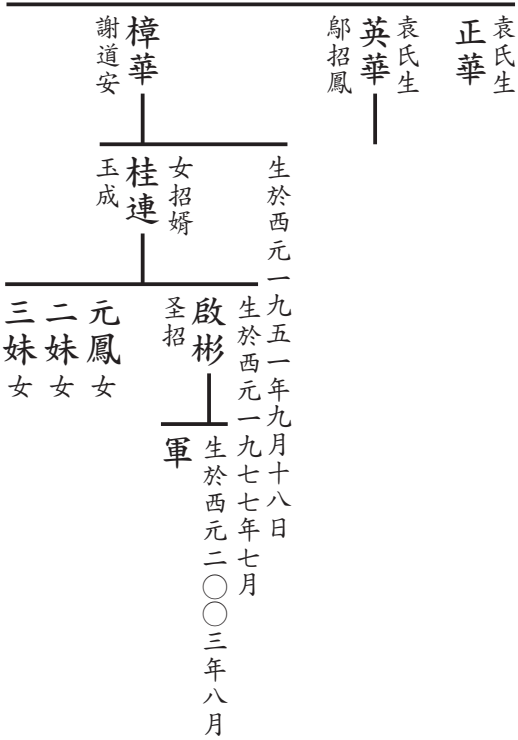 袁氏生
正華
袁氏生
英華
鄔招鳳
樟華
謝道安
生於西元一九五一年九月十八日
女招婿
桂連
玉成
生於西元一九七七年七月
啟彬
圣招
元鳳女
二妹女
三妹女
生於西元二〇〇三年八月
軍